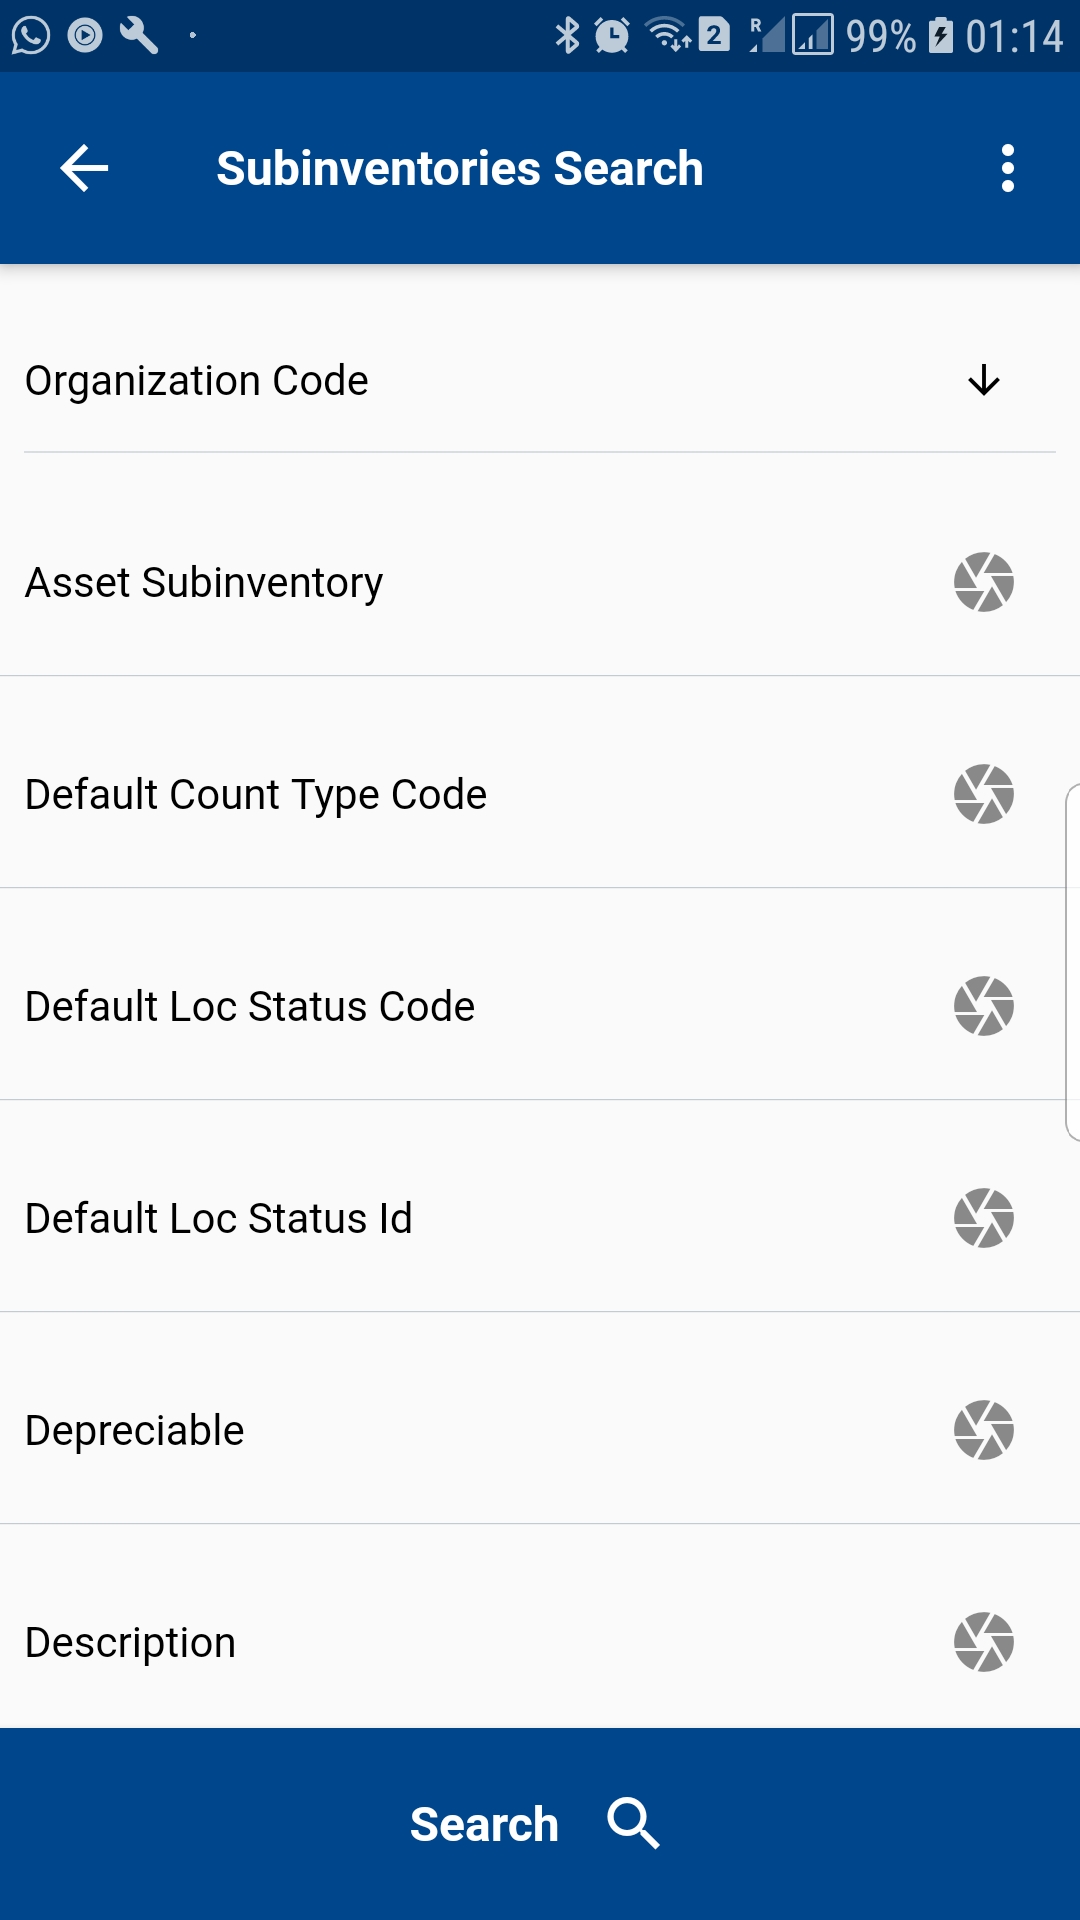 2 R 99% 01:14
Subinventories Search
Organization Code
Asset Subinventory
Default Count Type Code
Default Loc Status Code
Default Loc Status Id
Depreciable
Description
Search